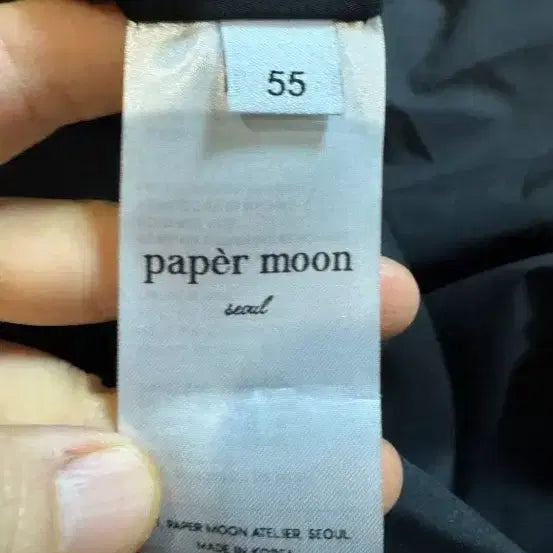 55
papèr moon
seoul
PAPER MOON ATELIER. SEOUL.
MADE IN KOREA